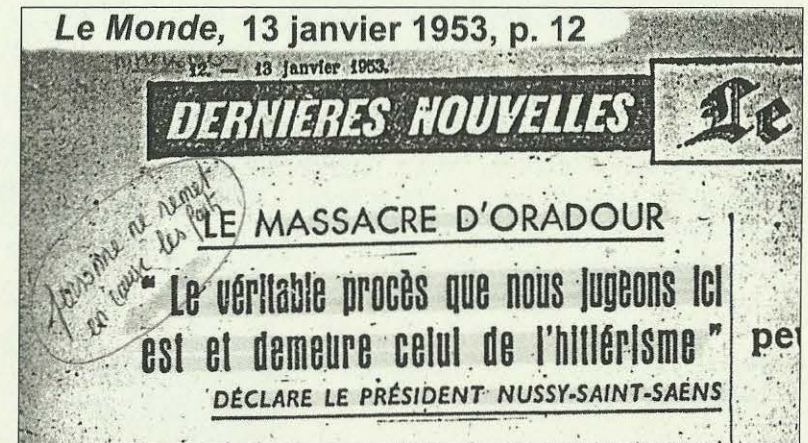 Le Monde, 13 janvier 1953, p. 12
12. — 13 janvier 1953.
DERNIÈRES NOUVELLES
Le
LE MASSACRE D'ORADOUR
Personne ne remet
en cause les fait
" Le véritable procès que nous jugeons ici
est et demeure celui de l'hitlérisme "
pe
DÉCLARE LE PRÉSIDENT NUSSY-SAINT-SAËNS